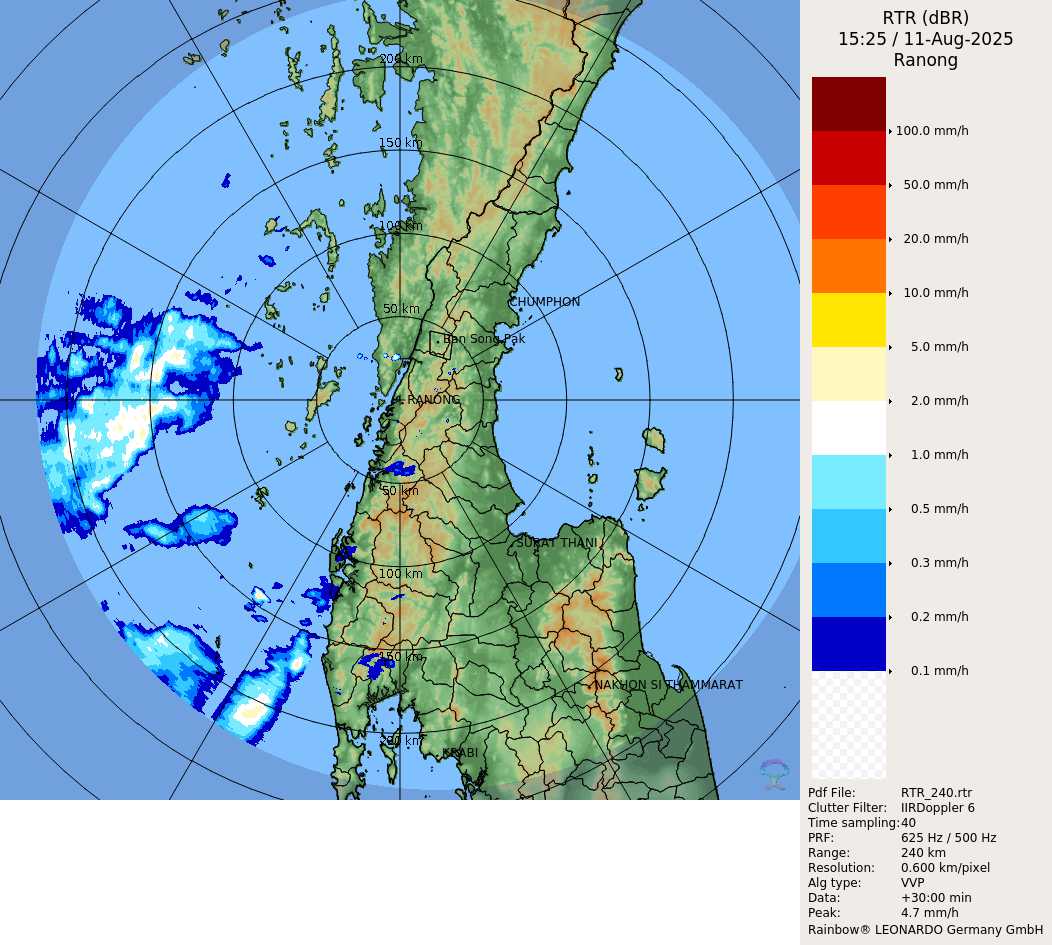 RTR (dBR)
15:25 / 11-Aug-2025
Ranong
200 km
150 km
100 km
50 km
CHUMPHON
Ban Song Pak
RANONG
50 km
SURAT THANI
100 km
150 km
NAKHON SI THAMMARAT
200 km
KRABI
100.0 mm/h
50.0 mm/h
20.0 mm/h
10.0 mm/h
5.0 mm/h
2.0 mm/h
1.0 mm/h
0.5 mm/h
0.3 mm/h
0.2 mm/h
0.1 mm/h
Pdf File: RTR_240.rtr
Clutter Filter: IIRDoppler 6
Time sampling: 40
PRF: 625 Hz / 500 Hz
Range: 240 km
Resolution: 0.600 km/pixel
Alg type: VVP
Data: +30:00 min
Peak: 4.7 mm/h
Rainbow® LEONARDO Germany GmbH